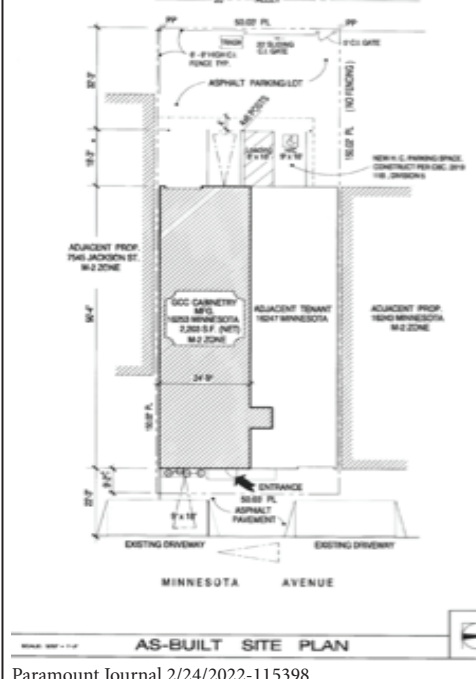 ALLEY
PP
50.03' PL
PP
TRASH
20' SLIDING
C.I. GATE
C.I. GATE
6'-8' HIGH C.I.
FENCE TYP.
ASPHALT PARKING LOT
(NO FENCING)
150.02' PL
LOADING
9' x 18'
NEW H. C. PARKING SPACE.
CONSTRUCT PER CBC. 2019
11B, DIVISION 5
ADJACENT PROP.
7545 JACKSON ST.
M-2 ZONE
GCC CABINETRY
MFG.
16253 MINNESOTA
2,203 S.F. (NET)
M-2 ZONE
ADJACENT TENANT
16247 MINNESOTA
ADJACENT PROP.
MINNESOTA
M-2 ZONE
24'-9"
ENTRANCE
50.03' PL
ASPHALT
PAVEMENT
9' x 18'
EXISTING DRIVEWAY
EXISTING DRIVEWAY
MINNESOTA AVENUE
AS-BUILT SITE PLAN
Paramount Journal 2/24/2022-115398